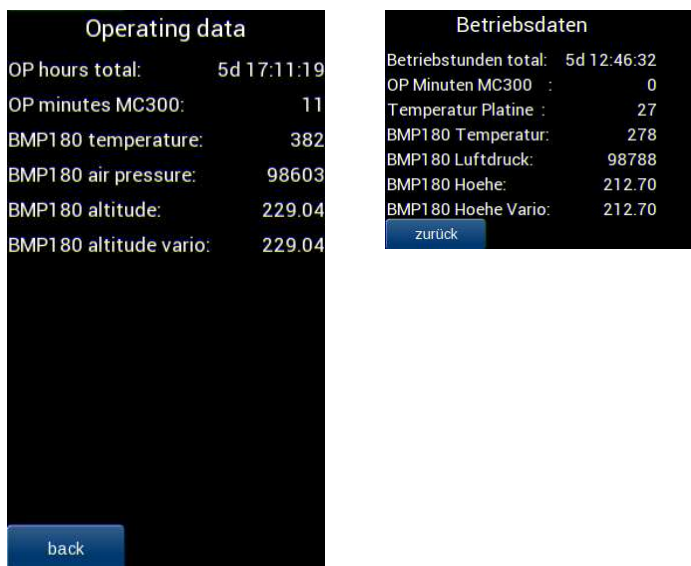 Operating data
OP hours total: 5d 17:11:19
OP minutes MC300: 11
BMP180 temperature: 382
BMP180 air pressure: 98603
BMP180 altitude: 229.04
BMP180 altitude vario: 229.04
back
Betriebsdaten
Betriebstunden total: 5d 12:46:32
OP Minuten MC300 : 0
Temperatur Platine : 27
BMP180 Temperatur: 278
BMP180 Luftdruck: 98788
BMP180 Hoehe: 212.70
BMP180 Hoehe Vario: 212.70
zurück